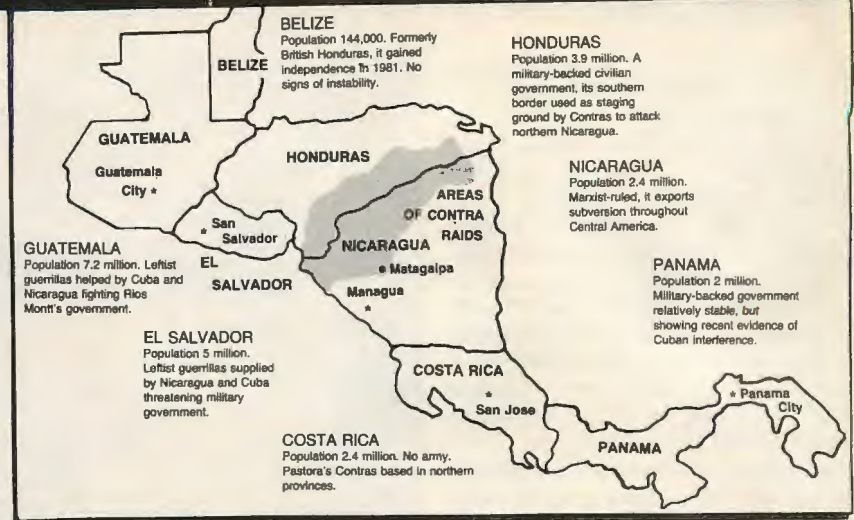 BELIZE
Population 144,000. Formerly
British Honduras, it gained
independence in 1981. No
signs of instability.
HONDURAS
Population 3.9 million. A
military-backed civilian
government, its southern
border used as staging
ground by Contras to attack
northern Nicaragua.
NICARAGUA
Population 2.4 million.
Marxist-ruled, it exports
subversion throughout
Central America.
PANAMA
Population 2 million.
Military-backed government
relatively stable, but
showing recent evidence of
Cuban interference.
BELIZE
GUATEMALA
Guatemala
City
HONDURAS
AREAS
OF CONTRA
RAIDS
NICARAGUA
Matagalpa
Managua
San
Salvador
EL
SALVADOR
GUATEMALA
Population 7.2 million. Leftist
guerrillas helped by Cuba and
Nicaragua fighting Rios
Montt's government.
EL SALVADOR
Population 5 million.
Leftist guerrillas supplied
by Nicaragua and Cuba
threatening military
government.
COSTA RICA
San Jose
PANAMA
Panama
City
COSTA RICA
Population 2.4 million. No army.
Pastora's Contras based in northern
provinces.